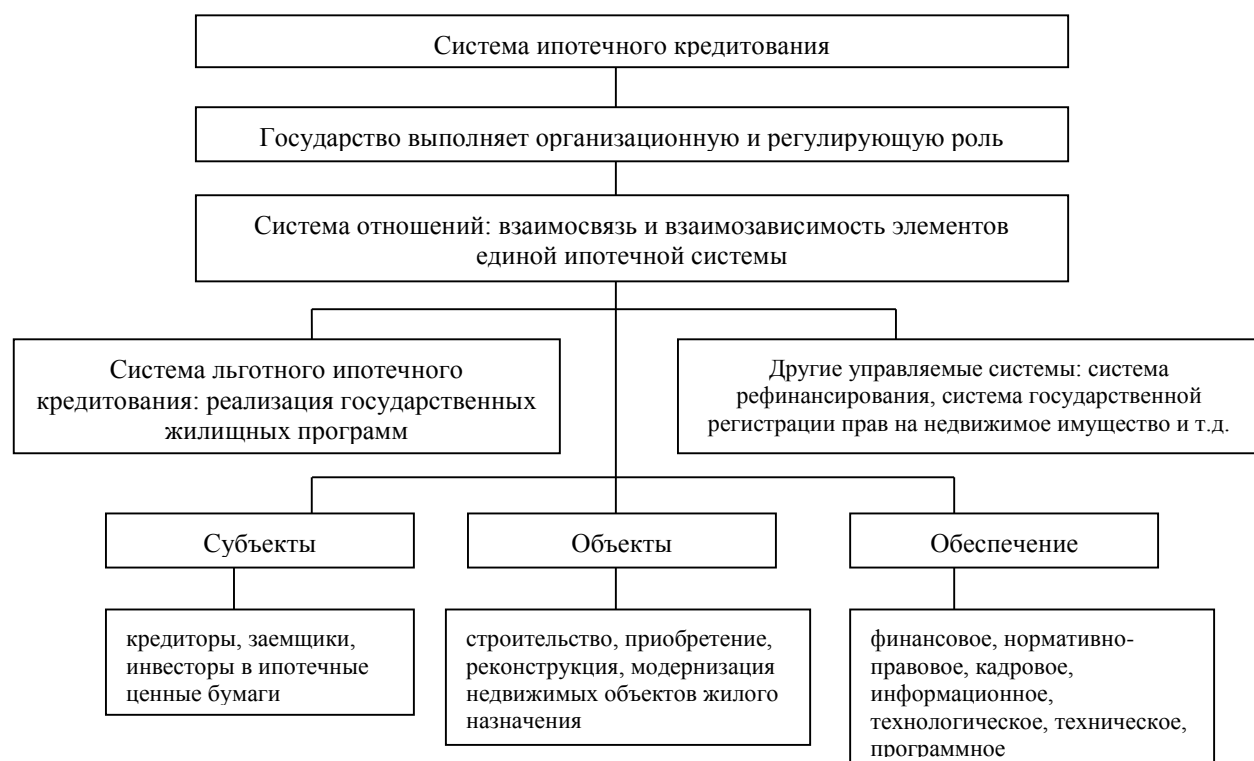 Система ипотечного кредитования
Государство выполняет организационную и регулирующую роль
Система отношений: взаимосвязь и взаимозависимость элементов
единой ипотечной системы
Система льготного ипотечного
кредитования: реализация государственных
жилищных программ
Другие управляемые системы: система
рефинансирования, система государственной
регистрации прав на недвижимое имущество и т.д.
Субъекты
Объекты
Обеспечение
кредиторы, заемщики,
инвесторы в ипотечные
ценные бумаги
строительство, приобретение,
реконструкция, модернизация
недвижимых объектов жилого
назначения
финансовое, нормативно-
правовое, кадровое,
информационное,
технологическое, техническое,
программное